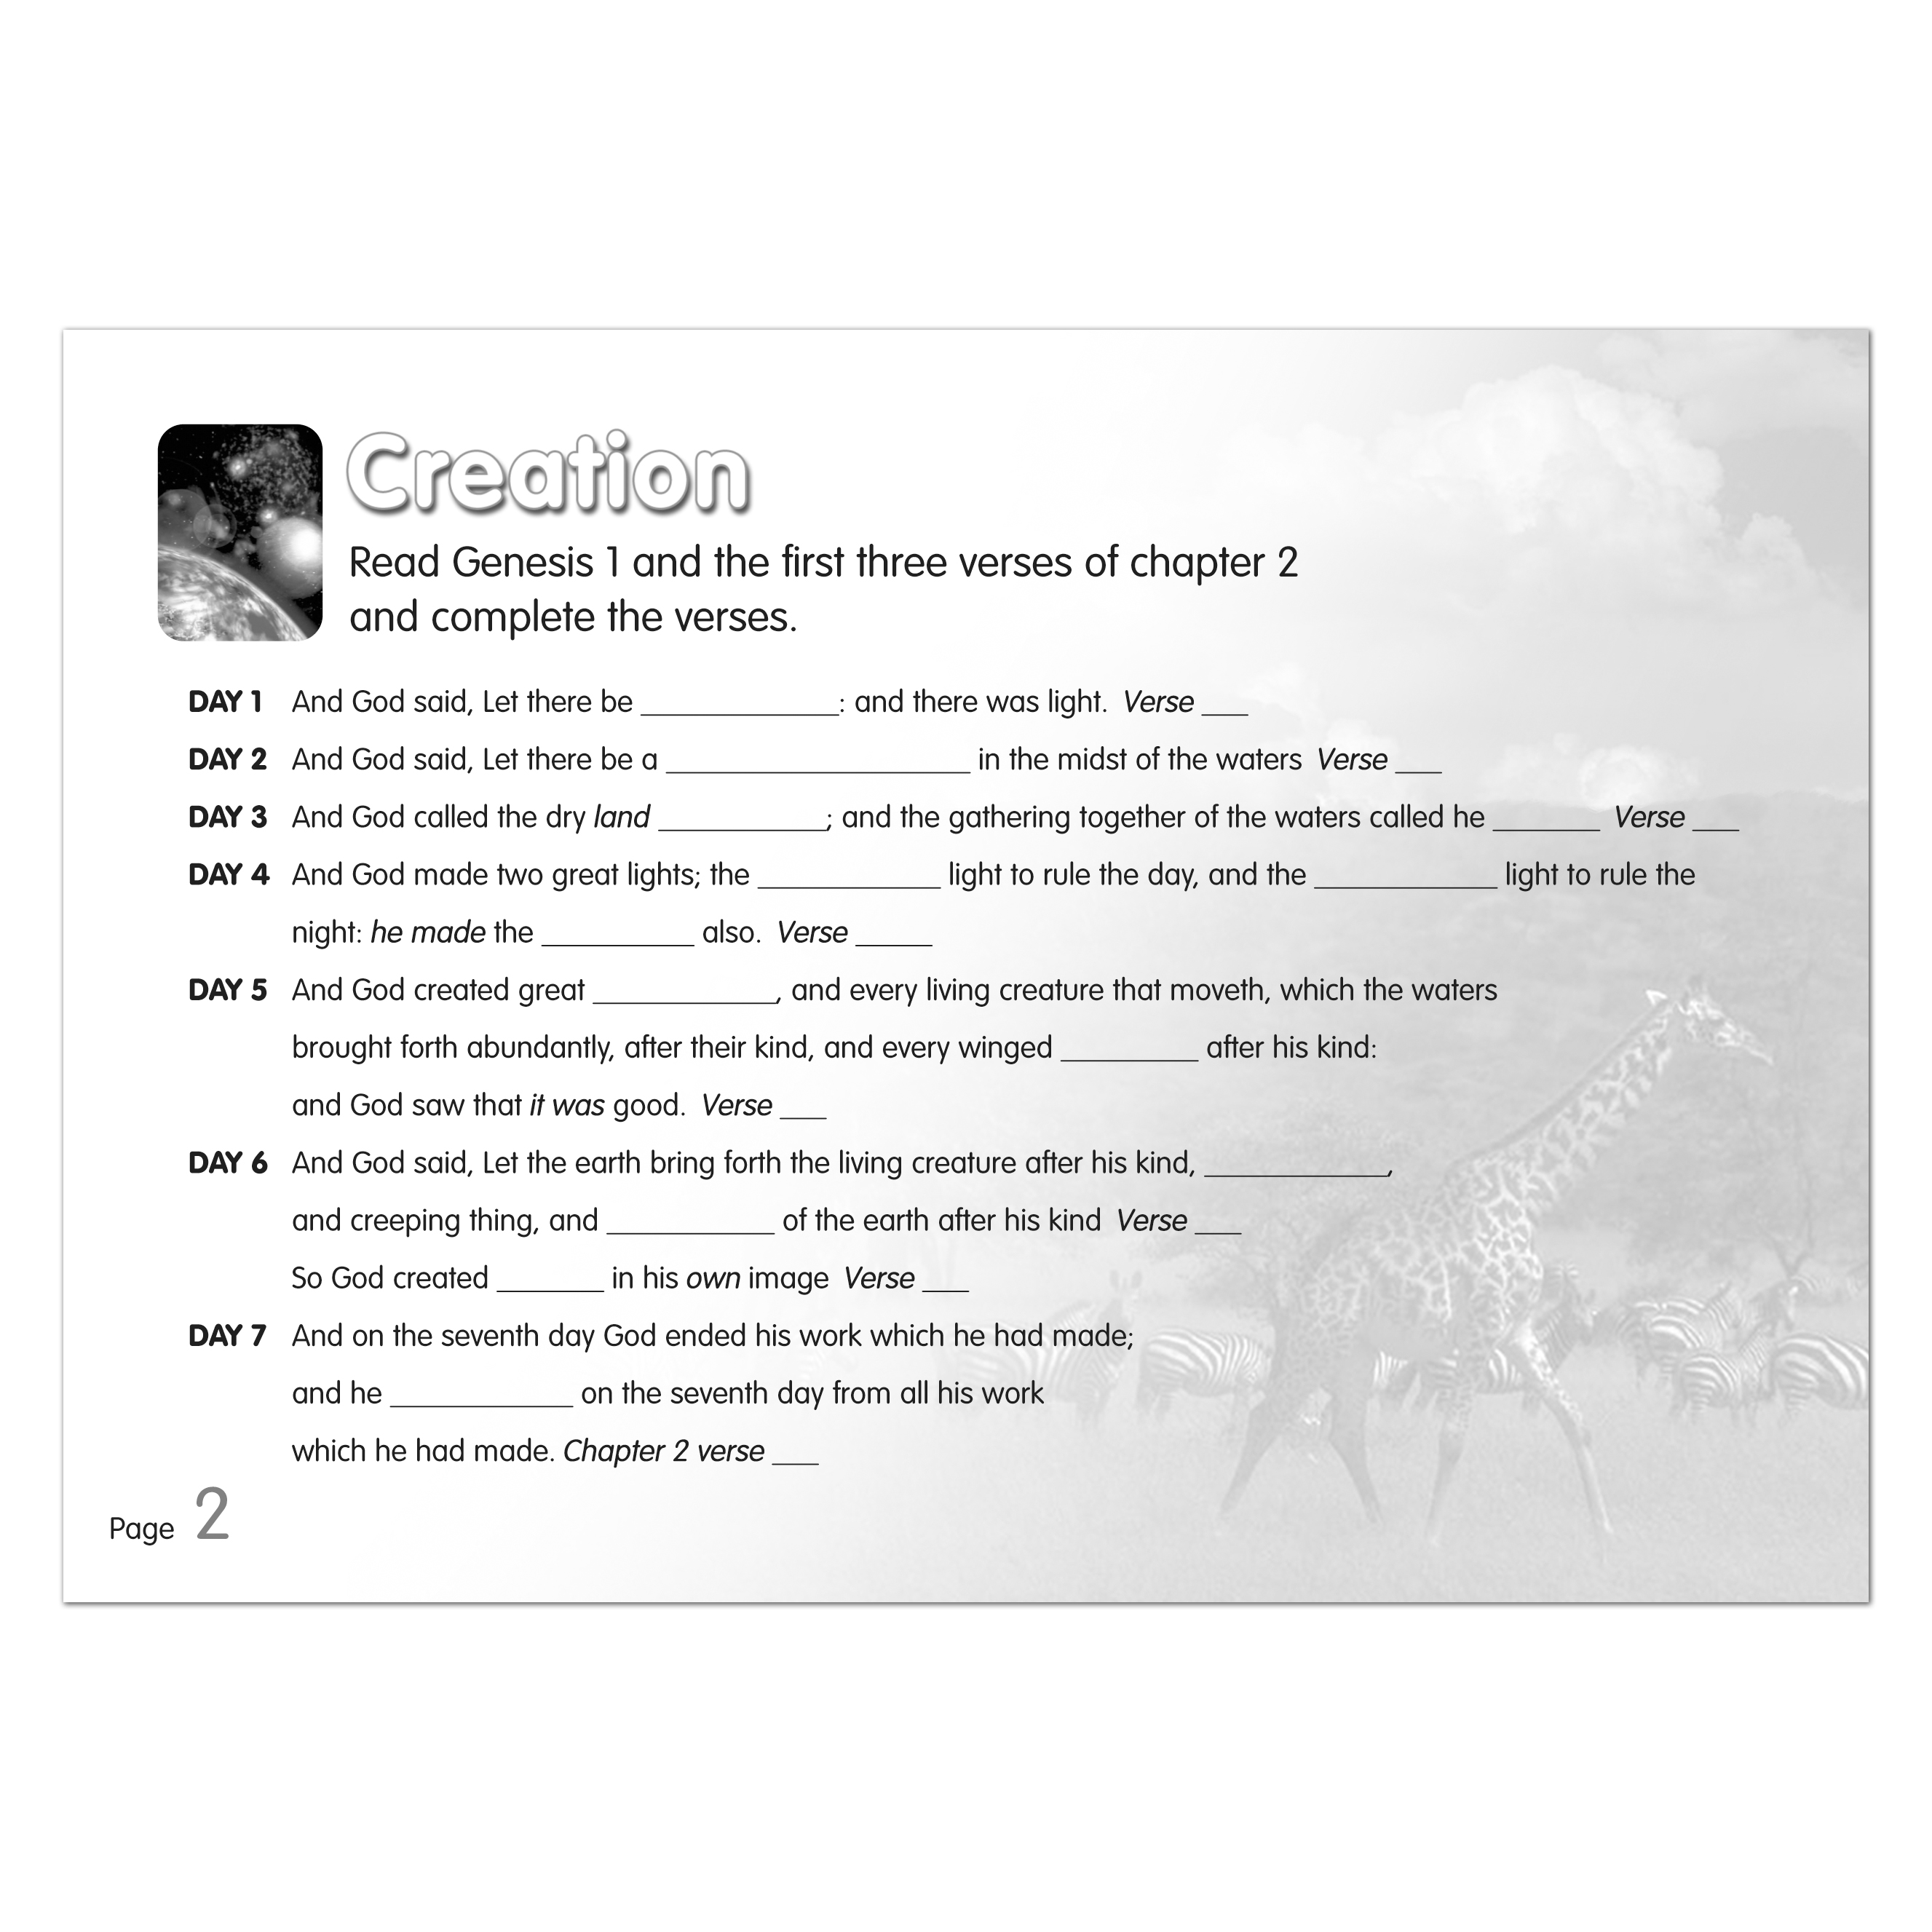 Creation
Read Genesis 1 and the first three verses of chapter 2
and complete the verses.
DAY 1 And God said, Let there be _____________: and there was light. Verse ___
DAY 2 And God said, Let there be a ____________________ in the midst of the waters Verse ___
DAY 3 And God called the dry land ___________; and the gathering together of the waters called he _______ Verse ___
DAY 4 And God made two great lights; the ____________ light to rule the day, and the ____________ light to rule the
night: he made the __________ also. Verse _____
DAY 5 And God created great ____________, and every living creature that moveth, which the waters
brought forth abundantly, after their kind, and every winged _________ after his kind:
and God saw that it was good. Verse ___
DAY 6 And God said, Let the earth bring forth the living creature after his kind, ____________,
and creeping thing, and ___________ of the earth after his kind Verse ___
So God created _______ in his own image Verse ___
DAY 7 And on the seventh day God ended his work which he had made;
and he ____________ on the seventh day from all his work
which he had made. Chapter 2 verse ___
Page 2